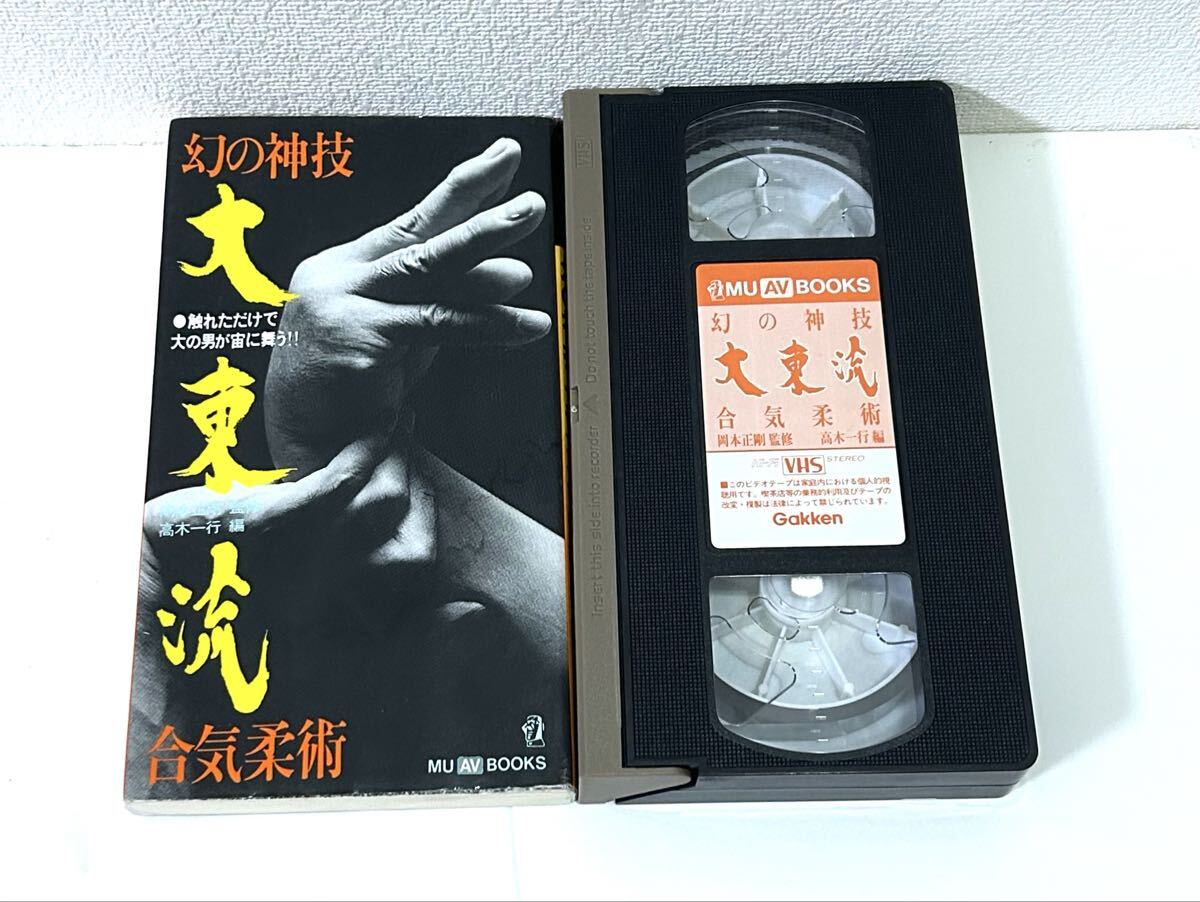 幻の神技
大東流
●触れただけで
大の男が宙に舞う!!
高木一行 編
合気柔術
MU AV BOOKS
VHS
Do not touch the tape inside
Insert this side into recorder
MU AV BOOKS
幻の神技
大東流
合気柔術
岡本正剛 監修 高木一行 編
VHS STEREO
■このビデオテープは家庭内における個人的視
聴用です。喫茶店等の業務的利用及びテープの
改変・複製は法律によって禁じられています。
Gakken